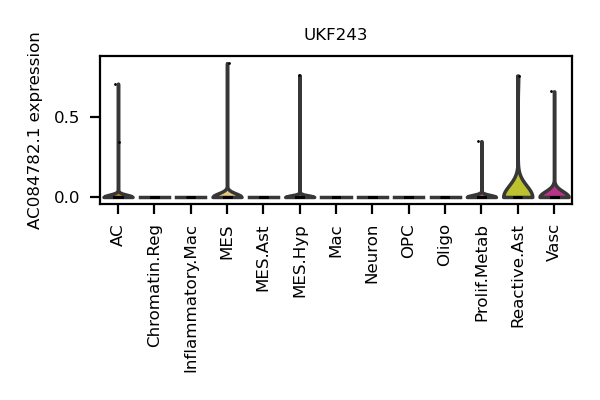 UKF243
AC084782.1 expression
0.5
0.0
AC
Chromatin.Reg
Inflammatory.Mac
MES
MES.Ast
MES.Hyp
Mac
Neuron
OPC
Oligo
Prolif.Metab
Reactive.Ast
Vasc